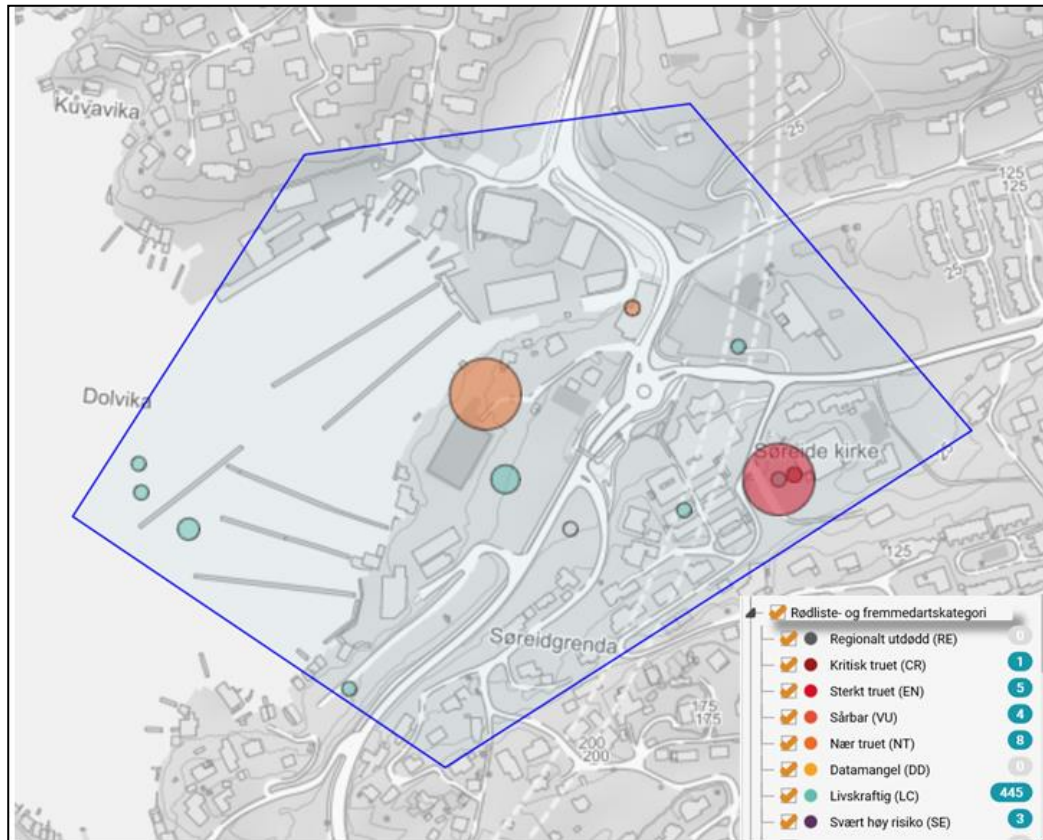 Kuvavika
25
125
125
25
Dolvika
Søreide kirke
125
Søreidgrenda
175
175
200
200
Rødliste- og fremmedartskategori
Regionalt utdødd (RE) 0
Kritisk truet (CR) 1
Sterkt truet (EN) 5
Sårbar (VU) 4
Nær truet (NT) 8
Datamangel (DD) 0
Livskraftig (LC) 445
Svært høy risiko (SE) 3